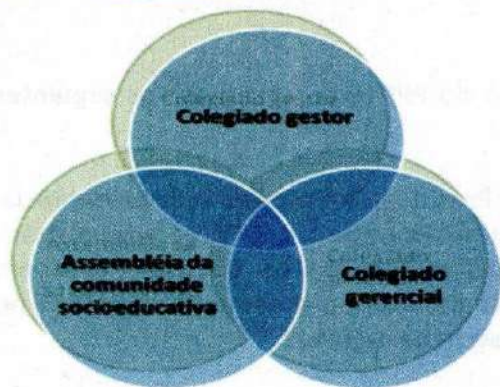 Colegiado gestor
Assembléia da
comunidade
socioeducativa
Colegiado
gerencial